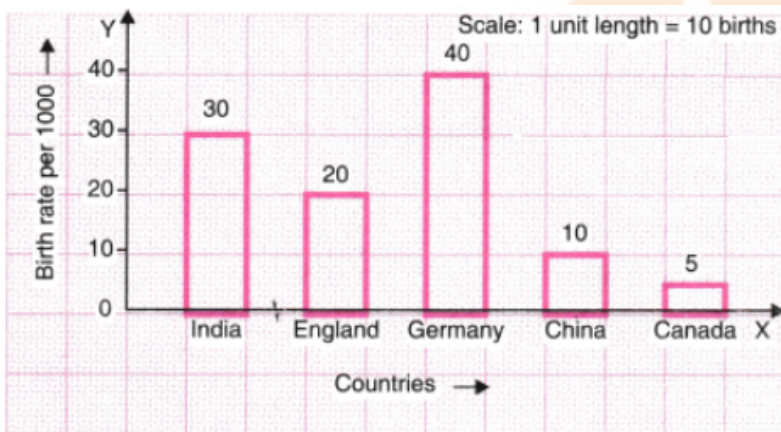 Y
Scale: 1 unit length = 10 births
40
40
30
30
20
20
10
10
5
0
Birth rate per 1000
India England Germany China Canada X
Countries